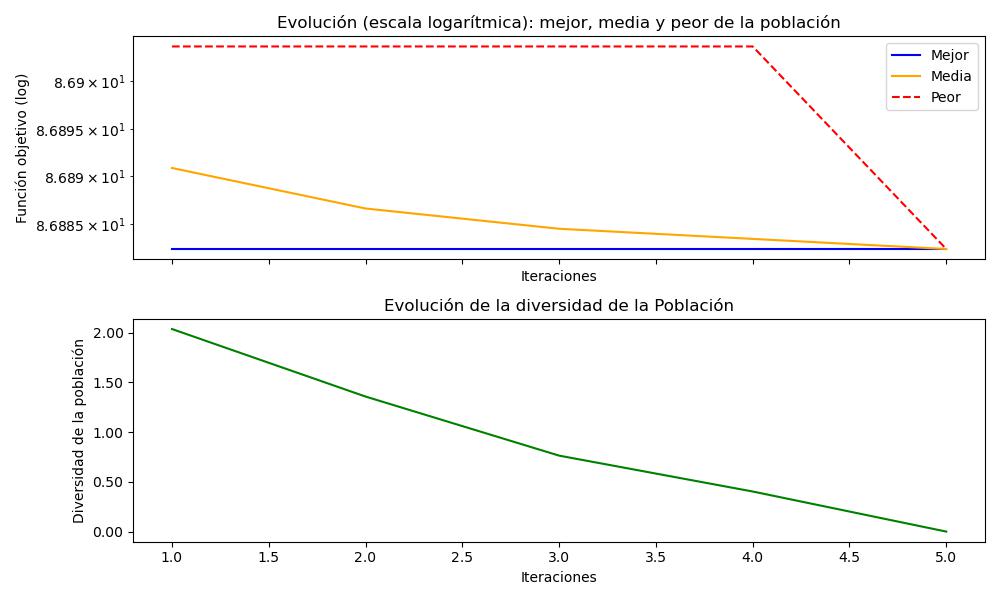 Evolución (escala logarítmica): mejor, media y peor de la población
Función objetivo (log)
8.69 × 10¹
8.6895 × 10¹
8.689 × 10¹
8.6885 × 10¹
Mejor
Media
Peor
Iteraciones
Evolución de la diversidad de la Población
Diversidad de la población
2.00
1.50
1.00
0.50
0.00
1.0 1.5 2.0 2.5 3.0 3.5 4.0 4.5 5.0
Iteraciones